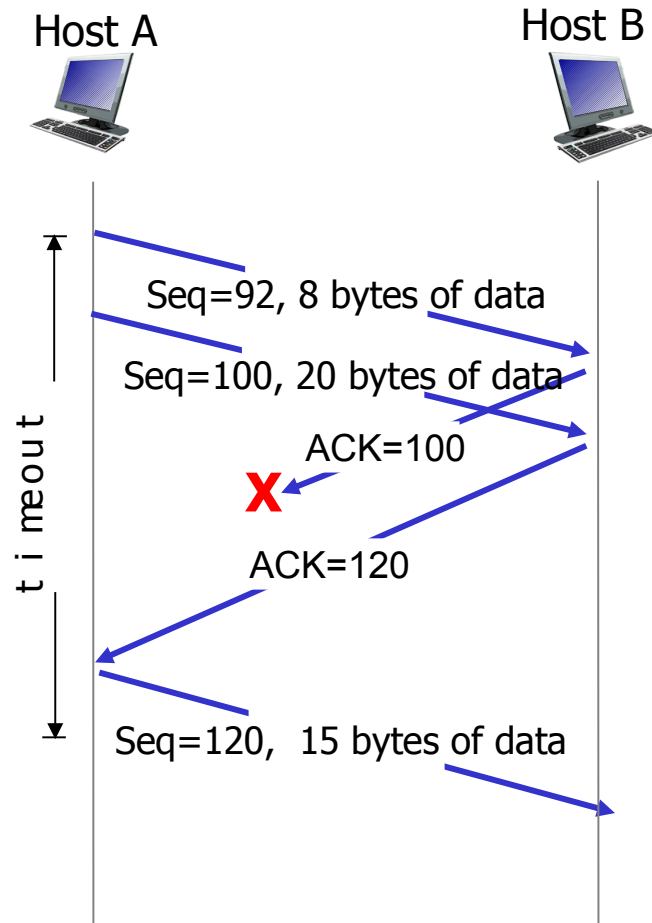 Host A
Host B
Seq=92, 8 bytes of data
Seq=100, 20 bytes of data
ACK=100
X
timeout
ACK=120
Seq=120, 15 bytes of data